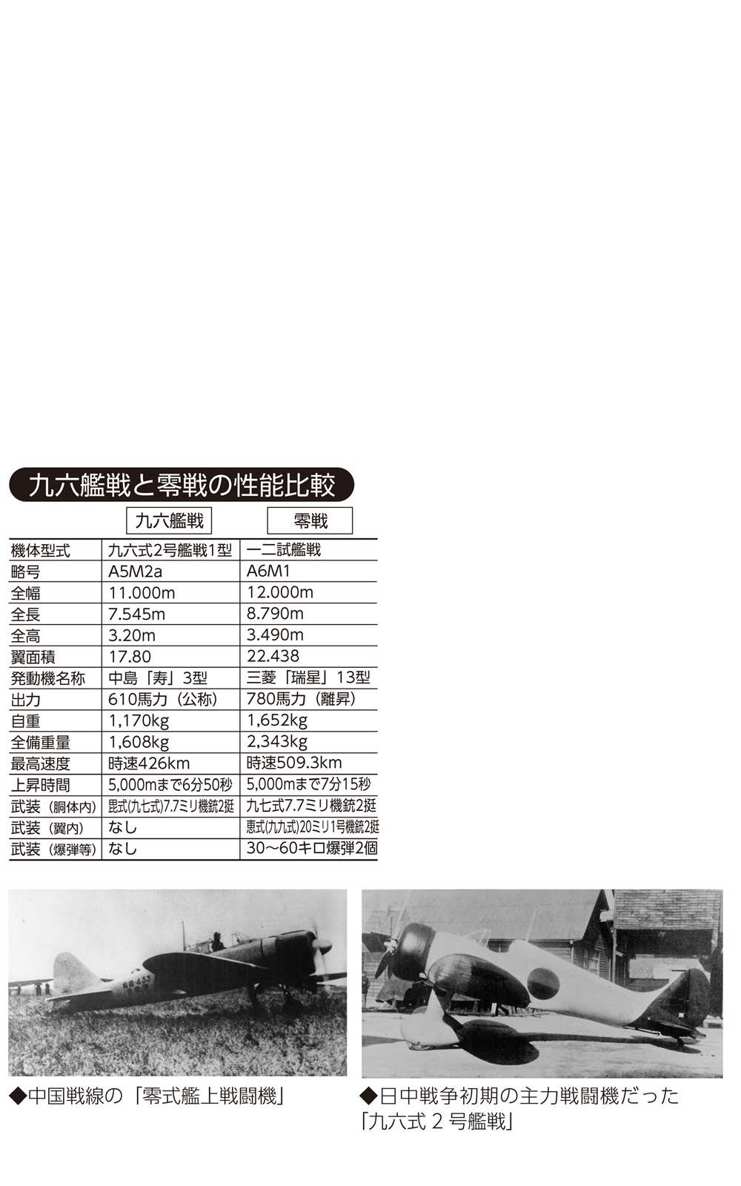 九六艦戦と零戦の性能比較
九六艦戦 零戦
機体型式 九六式2号艦戦1型 一二試艦戦
略号 A5M2a A6M1
全幅 11.000m 12.000m
全長 7.545m 8.790m
全高 3.20m 3.490m
翼面積 17.80 22.438
発動機名称 中島「寿」3型 三菱「瑞星」13型
出力 610馬力（公称） 780馬力（離昇）
自重 1,170kg 1,652kg
全備重量 1,608kg 2,343kg
最高速度 時速426km 時速509.3km
上昇時間 5,000mまで6分50秒 5,000mまで7分15秒
武装（胴体内） 毘式(九七式)7.7ミリ機銃2挺 九七式7.7ミリ機銃2挺
武装（翼内） なし 恵式(九九式)20ミリ1号機銃2挺
武装（爆弾等） なし 30〜60キロ爆弾2個
◆中国戦線の「零式艦上戦闘機」
◆日中戦争初期の主力戦闘機だった
「九六式2号艦戦」